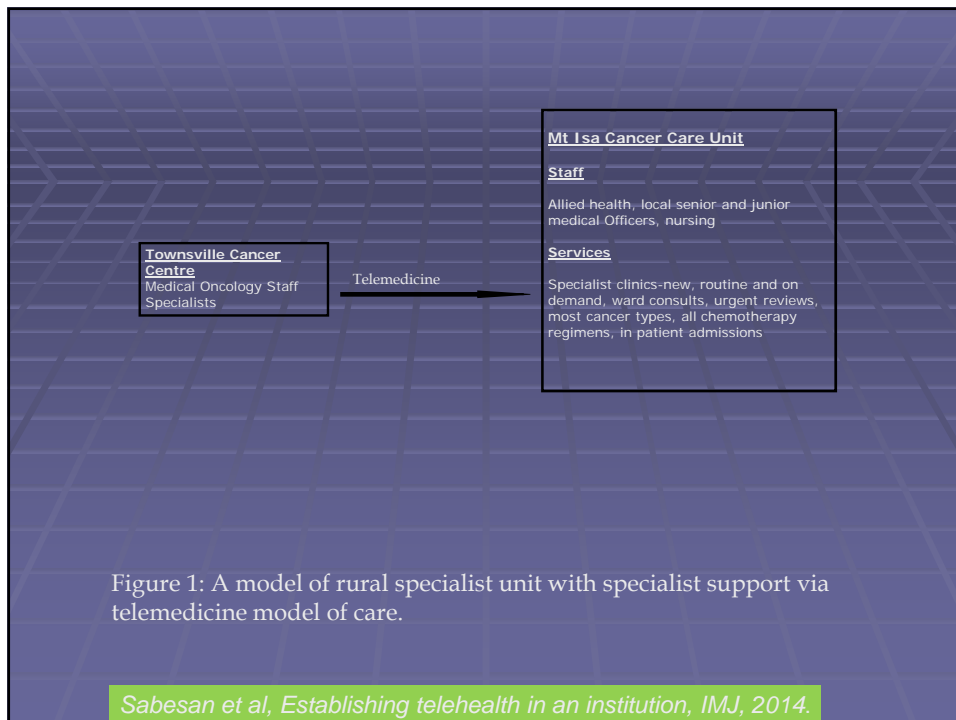 Townsville Cancer
Centre
Medical Oncology Staff
Specialists
Telemedicine
Mt Isa Cancer Care Unit
Staff
Allied health, local senior and junior
medical Officers, nursing
Services
Specialist clinics-new, routine and on
demand, ward consults, urgent reviews,
most cancer types, all chemotherapy
regimens, in patient admissions
Figure 1: A model of rural specialist unit with specialist support via
telemedicine model of care.
Sabesan et al, Establishing telehealth in an institution, IMJ, 2014.